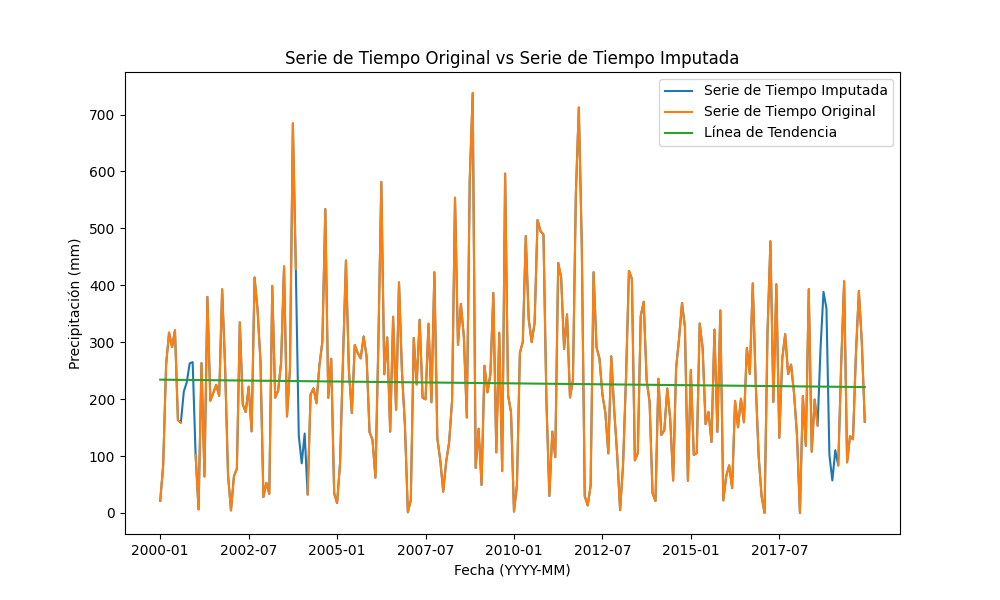 Serie de Tiempo Original vs Serie de Tiempo Imputada
Serie de Tiempo Imputada
Serie de Tiempo Original
Línea de Tendencia
Precipitación (mm)
700
600
500
400
300
200
100
0
2000-01 2002-07 2005-01 2007-07 2010-01 2012-07 2015-01 2017-07
Fecha (YYYY-MM)